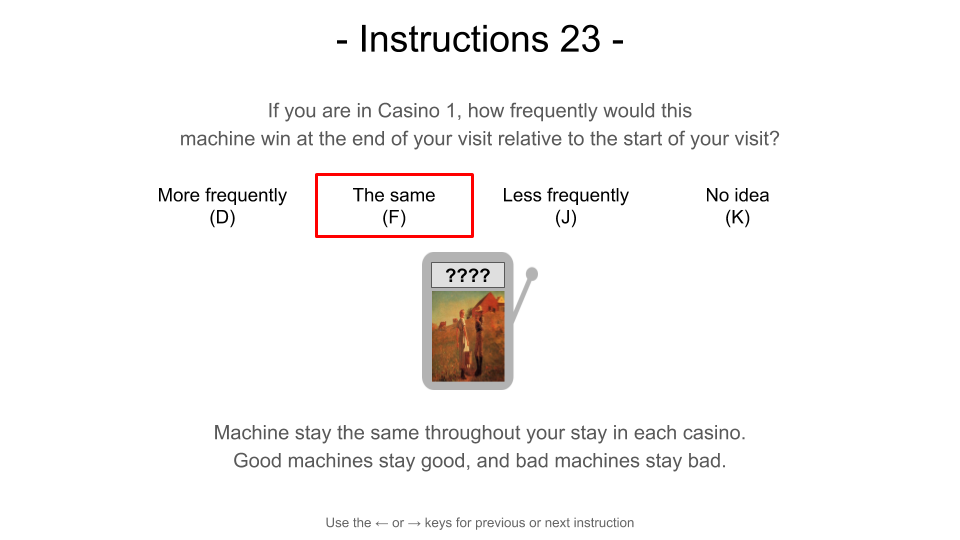 - Instructions 23 -
If you are in Casino 1, how frequently would this
machine win at the end of your visit relative to the start of your visit?
More frequently
(D)
The same
(F)
Less frequently
(J)
No idea
(K)
????
Machine stay the same throughout your stay in each casino.
Good machines stay good, and bad machines stay bad.
Use the ← or → keys for previous or next instruction